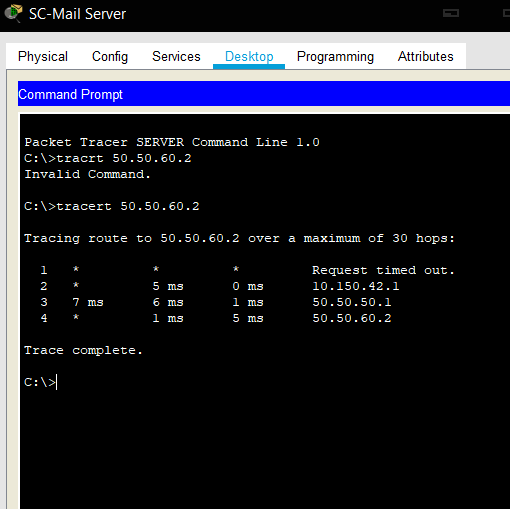 SC-Mail Server
Physical Config Services Desktop Programming Attributes
Command Prompt
Packet Tracer SERVER Command Line 1.0
C:\>tracrt 50.50.60.2
Invalid Command.
C:\>tracert 50.50.60.2
Tracing route to 50.50.60.2 over a maximum of 30 hops:
1 * * * Request timed out.
2 * 5 ms 0 ms 10.150.42.1
3 7 ms 6 ms 1 ms 50.50.50.1
4 * 1 ms 5 ms 50.50.60.2
Trace complete.
C:\>